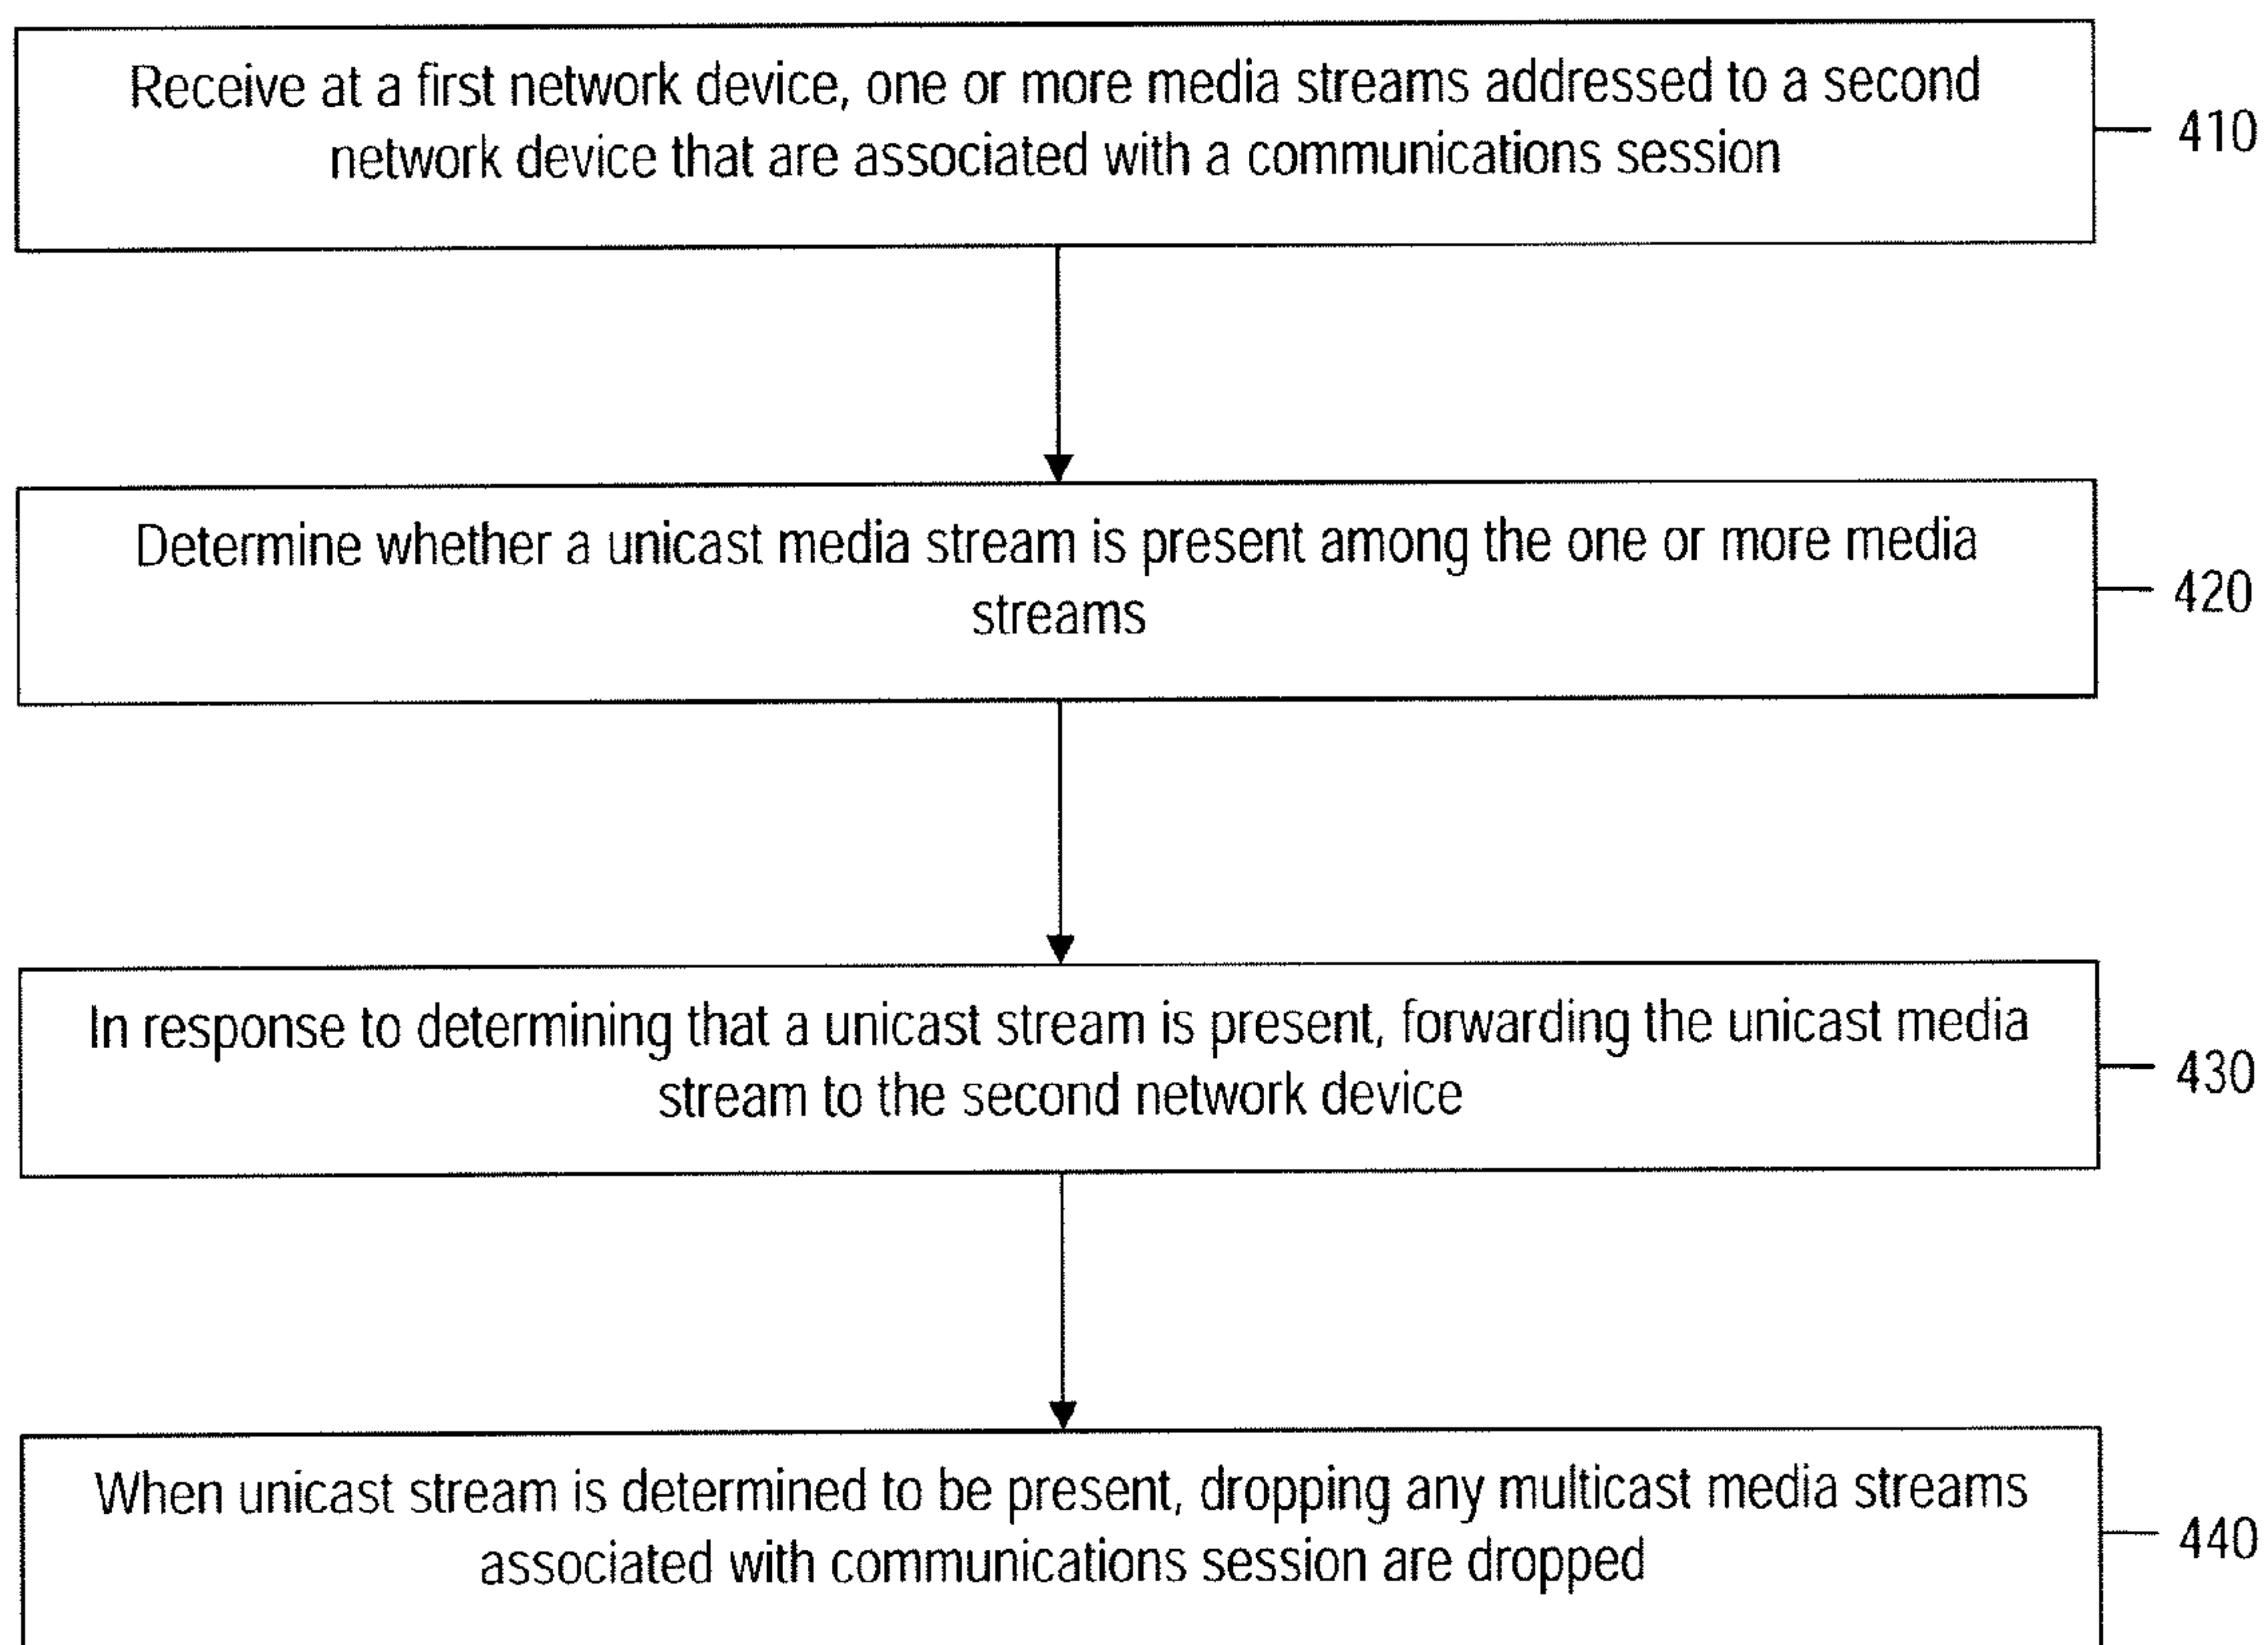 Receive at a first network device, one or more media streams addressed to a second
network device that are associated with a communications session
410
Determine whether a unicast media stream is present among the one or more media
streams
420
In response to determining that a unicast stream is present, forwarding the unicast media
stream to the second network device
430
When unicast stream is determined to be present, dropping any multicast media streams
associated with communications session are dropped
440